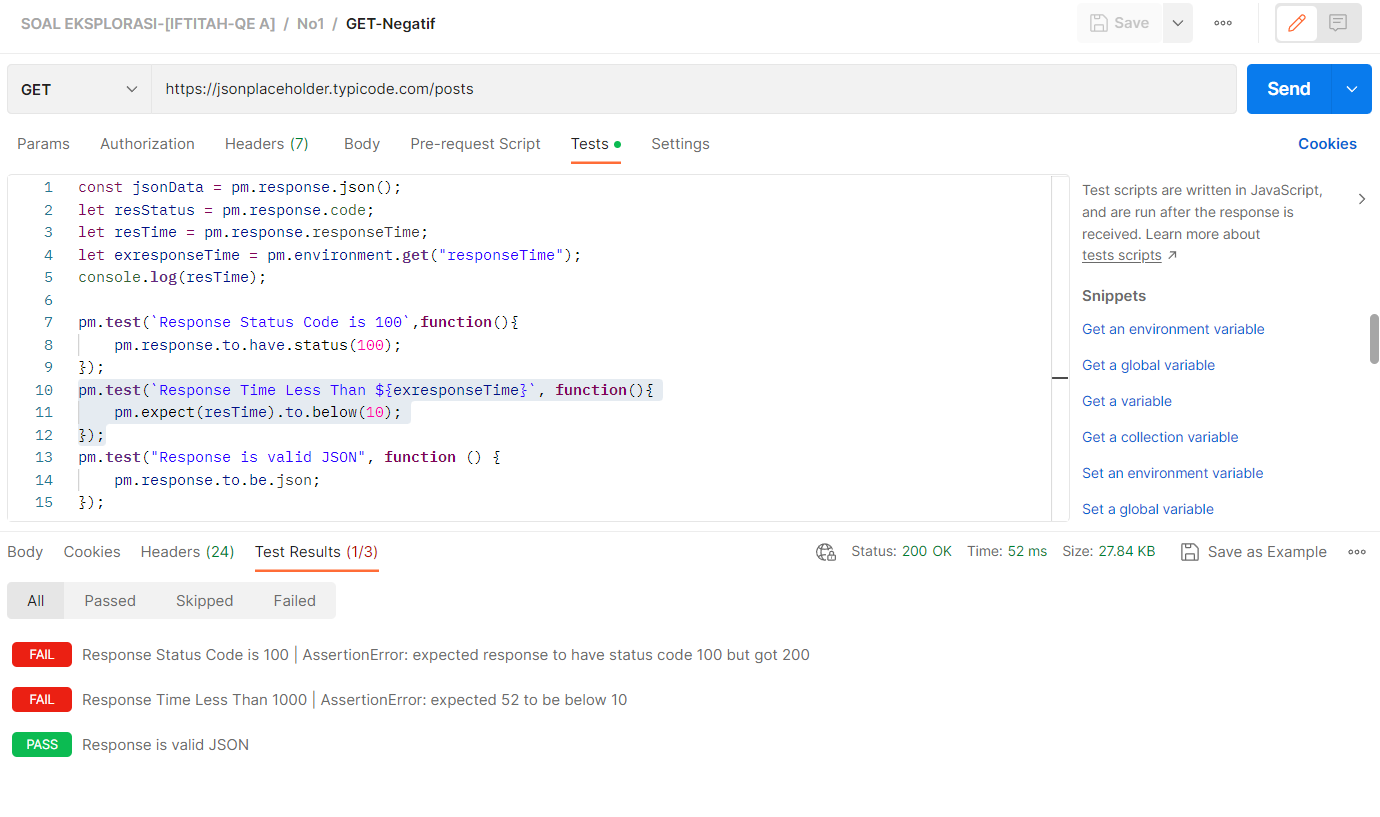 SOAL EKSPLORASI-[IFTITAH-QE A] / No1 / GET-Negatif
Save
GET
https://jsonplaceholder.typicode.com/posts
Send
Params Authorization Headers (7) Body Pre-request Script Tests Settings
Cookies
1 const jsonData = pm.response.json();
2 let resStatus = pm.response.code;
3 let resTime = pm.response.responseTime;
4 let exresponseTime = pm.environment.get("responseTime");
5 console.log(resTime);
6
7 pm.test(`Response Status Code is 100`,function(){
8 pm.response.to.have.status(100);
9 });
10 pm.test(`Response Time Less Than ${exresponseTime}`, function(){
11 pm.expect(resTime).to.below(10);
12 });
13 pm.test("Response is valid JSON", function () {
14 pm.response.to.be.json;
15 });
Test scripts are written in JavaScript,
and are run after the response is
received. Learn more about
tests scripts ↗
Snippets
Get an environment variable
Get a global variable
Get a variable
Get a collection variable
Set an environment variable
Set a global variable
Body Cookies Headers (24) Test Results (1/3)
Status: 200 OK Time: 52 ms Size: 27.84 KB Save as Example
All Passed Skipped Failed
FAIL Response Status Code is 100 | AssertionError: expected response to have status code 100 but got 200
FAIL Response Time Less Than 1000 | AssertionError: expected 52 to be below 10
PASS Response is valid JSON